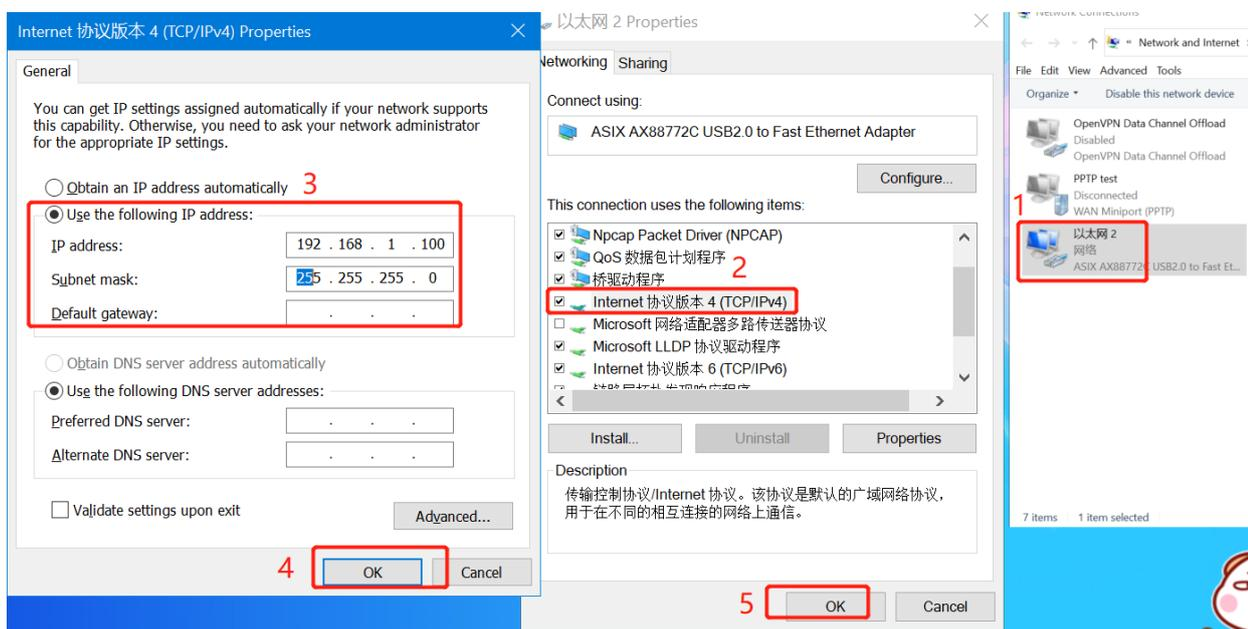 Internet 协议版本 4 (TCP/IPv4) Properties
General
You can get IP settings assigned automatically if your network supports
this capability. Otherwise, you need to ask your network administrator
for the appropriate IP settings.
Obtain an IP address automatically
3
Use the following IP address:
IP address:
192 . 168 . 1 . 100
Subnet mask:
255 . 255 . 255 . 0
Default gateway:
. . .
Obtain DNS server address automatically
Use the following DNS server addresses:
Preferred DNS server:
. . .
Alternate DNS server:
. . .
Validate settings upon exit
Advanced...
4
OK
Cancel
以太网 2 Properties
Networking
Sharing
Connect using:
ASIX AX88772C USB2.0 to Fast Ethernet Adapter
Configure...
This connection uses the following items:
Npcap Packet Driver (NPCAP)
QoS 数据包计划程序
2
桥驱动程序
Internet 协议版本 4 (TCP/IPv4)
Microsoft 网络适配器多路传送器协议
Microsoft LLDP 协议驱动程序
Internet 协议版本 6 (TCP/IPv6)
链路层拓扑发现响应程序
Install...
Uninstall
Properties
Description
传输控制协议/Internet 协议。该协议是默认的广域网络协议，
用于在不同的相互连接的网络上通信。
5
OK
Cancel
Network Connections
« Network and Internet
File Edit View Advanced Tools
Organize
Disable this network device
OpenVPN Data Channel Offload
Disabled
OpenVPN Data Channel Offload
PPTP test
Disconnected
WAN Miniport (PPTP)
1
以太网 2
网络
ASIX AX88772C USB2.0 to Fast Et...
7 items
1 item selected